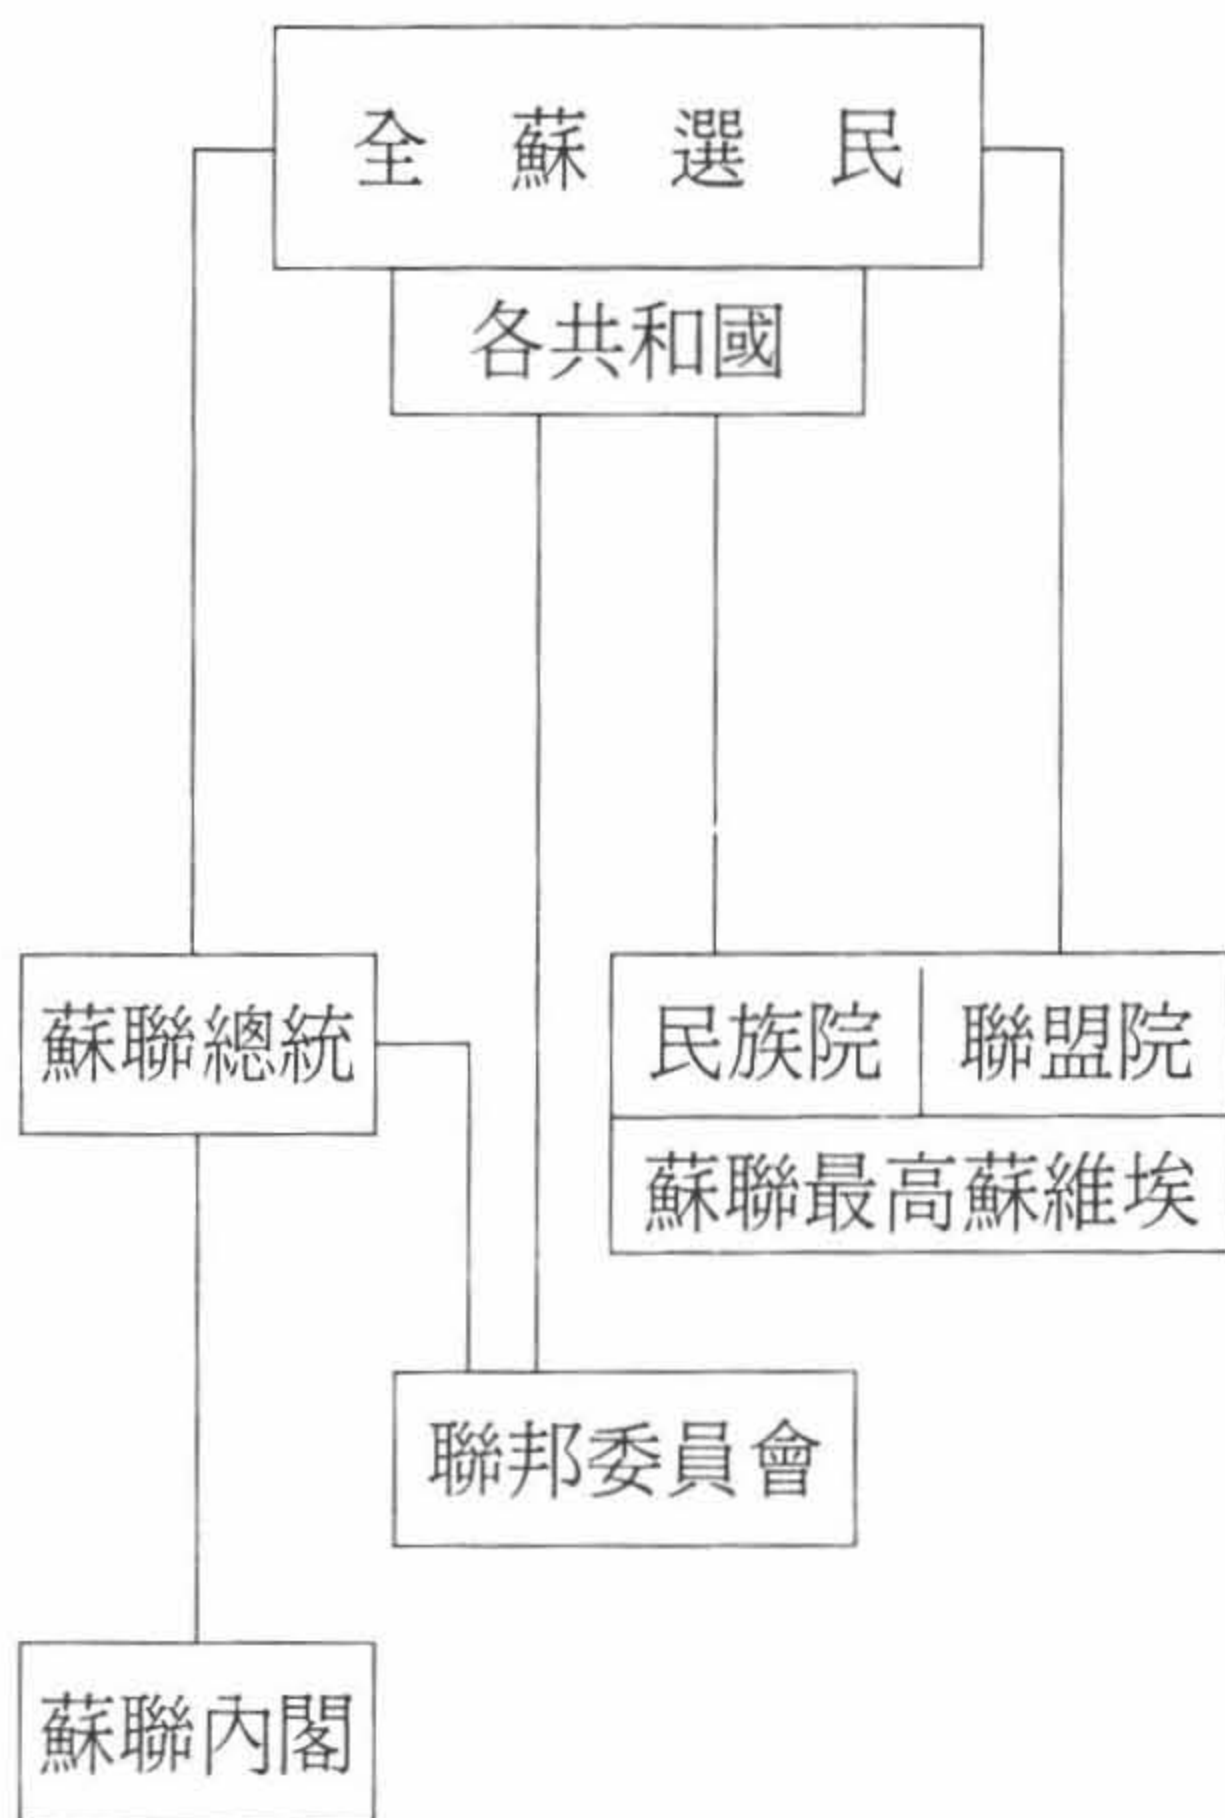 全蘇選民
各共和國
蘇聯總統
民族院
聯盟院
蘇聯最高蘇維埃
聯邦委員會
蘇聯內閣